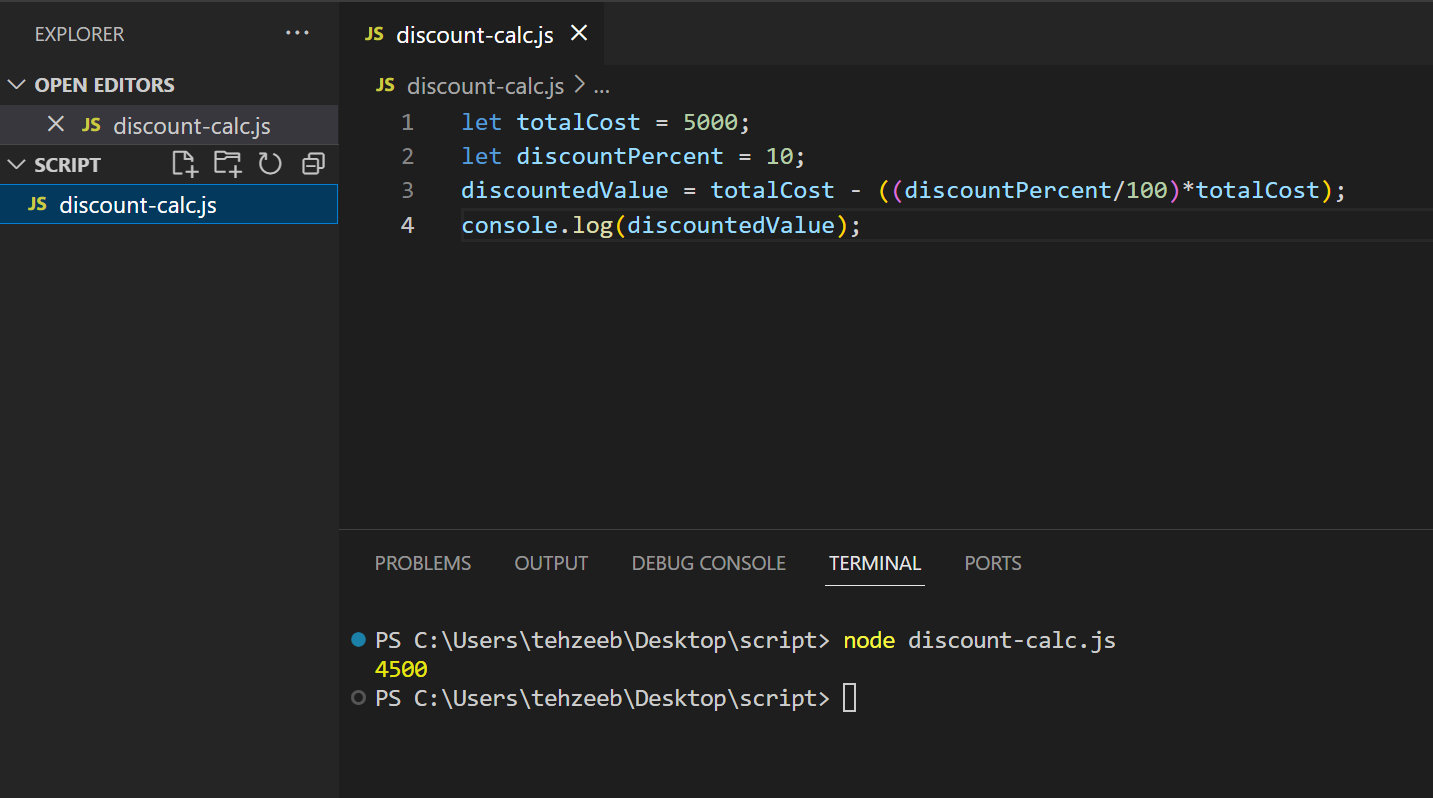 EXPLORER ...
OPEN EDITORS
JS discount-calc.js
SCRIPT
JS discount-calc.js
JS discount-calc.js
JS discount-calc.js > ...
1 let totalCost = 5000;
2 let discountPercent = 10;
3 discountedValue = totalCost - ((discountPercent/100)*totalCost);
4 console.log(discountedValue);
PROBLEMS OUTPUT DEBUG CONSOLE TERMINAL PORTS
PS C:\Users\tehzeeb\Desktop\script> node discount-calc.js
4500
PS C:\Users\tehzeeb\Desktop\script>